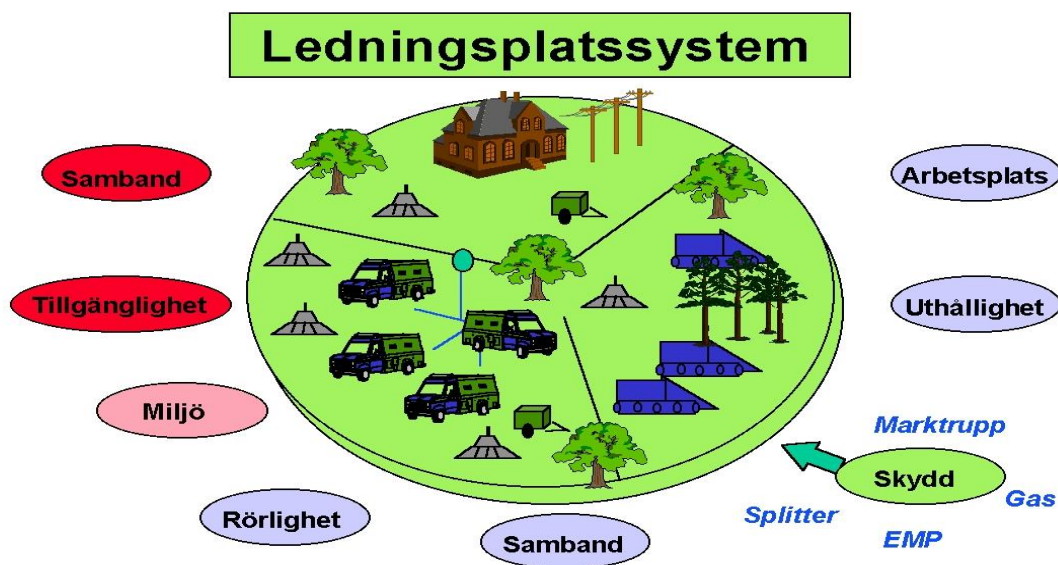 Ledningsplatssystem
Samband
Arbetsplats
Tillgänglighet
Uthållighet
Miljö
Marktrupp
Skydd
Gas
Splitter
EMP
Rörlighet
Samband